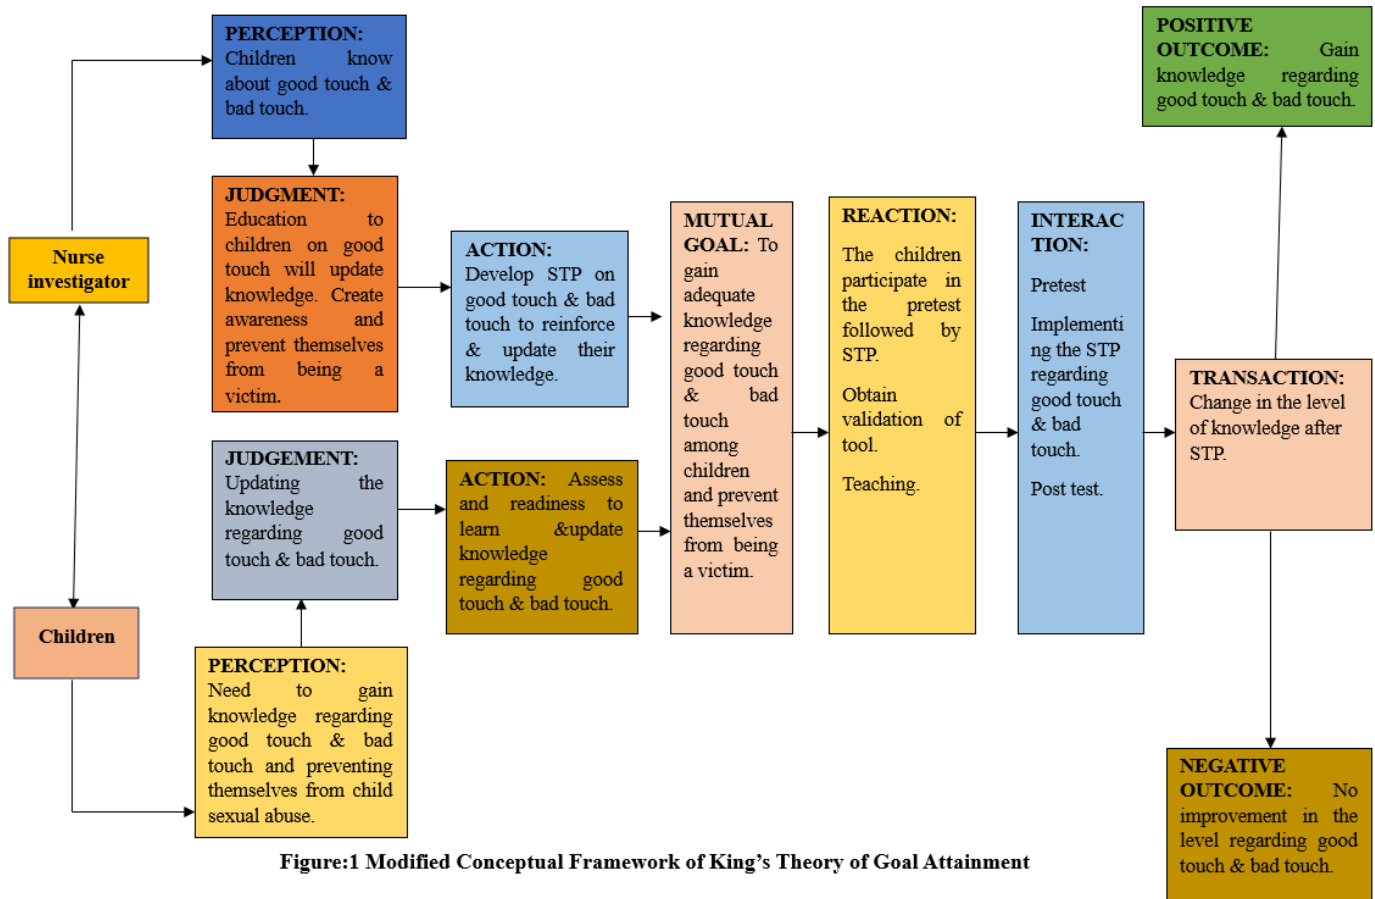 PERCEPTION:
Children know
about good touch &
bad touch.
POSITIVE
OUTCOME: Gain
knowledge regarding
good touch & bad touch.
Nurse
investigator
JUDGMENT:
Education to
children on good
touch will update
knowledge. Create
awareness and
prevent themselves
from being a
victim.
ACTION:
Develop STP on
good touch & bad
touch to reinforce
& update their
knowledge.
MUTUAL
GOAL: To
gain
adequate
knowledge
regarding
good touch
& bad
touch
among
children
and prevent
themselves
from being
a victim.
REACTION:
The children
participate in
the pretest
followed by
STP.
Obtain
validation of
tool.
Teaching.
INTERAC
TION:
Pretest
Implementi
ng the STP
regarding
good touch
& bad
touch.
Post test.
TRANSACTION:
Change in the level
of knowledge after
STP.
JUDGEMENT:
Updating the
knowledge
regarding good
touch & bad touch.
ACTION: Assess
and readiness to
learn &update
knowledge
regarding good
touch & bad touch.
Children
PERCEPTION:
Need to gain
knowledge regarding
good touch & bad
touch and preventing
themselves from child
sexual abuse.
NEGATIVE
OUTCOME: No
improvement in the
level regarding good
touch & bad touch.
Figure:1 Modified Conceptual Framework of King's Theory of Goal Attainment